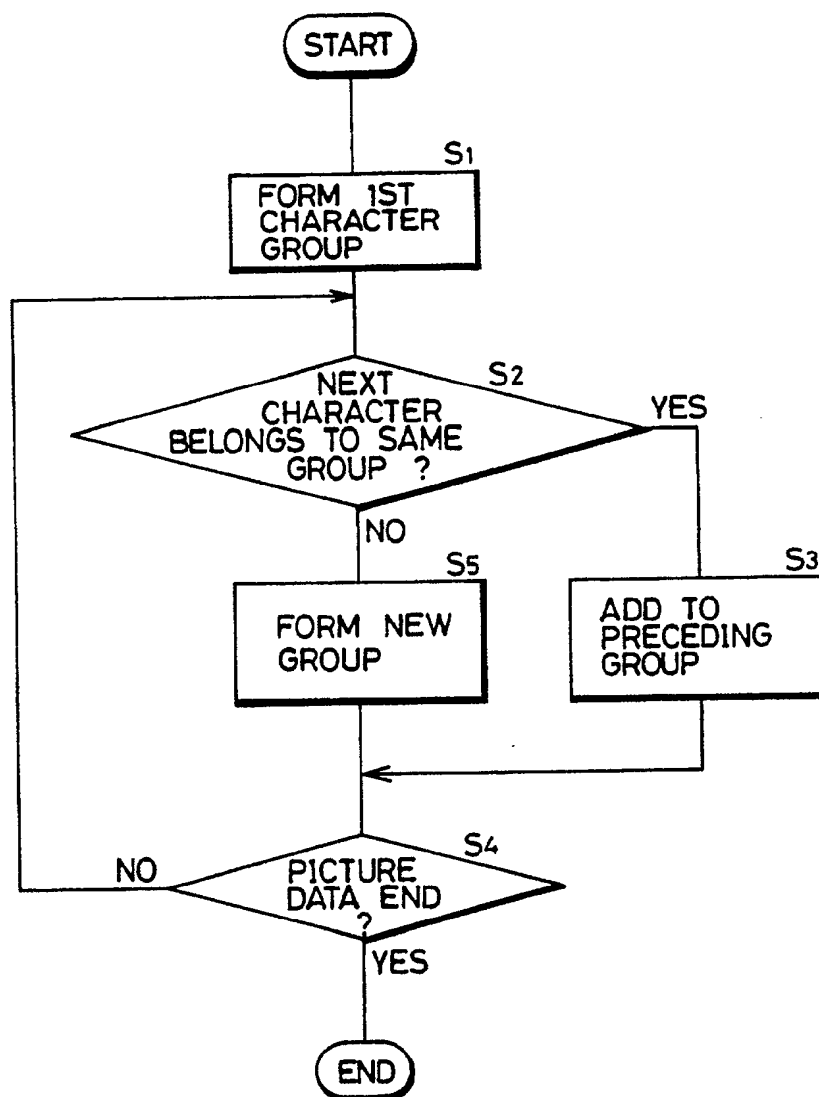 START
S1
FORM 1ST
CHARACTER
GROUP
S2
NEXT
CHARACTER
BELONGS TO SAME
GROUP ?
YES
NO
S5
FORM NEW
GROUP
S3
ADD TO
PRECEDING
GROUP
S4
PICTURE
DATA END
?
NO
YES
END